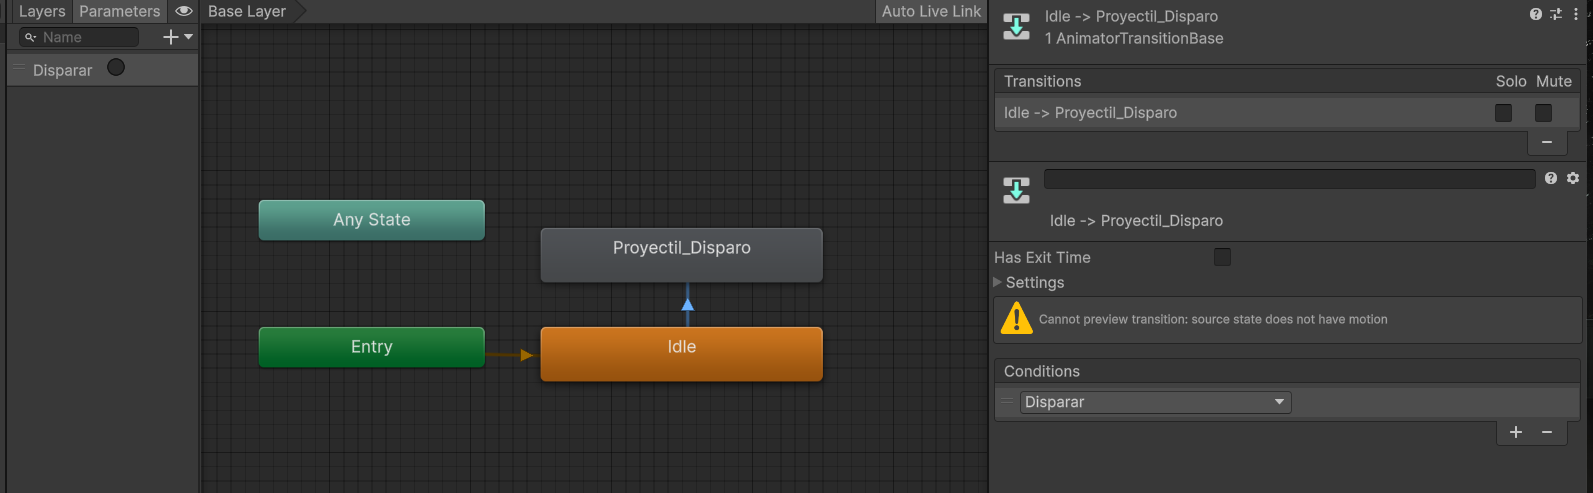 Layers Parameters
Name
Disparar
Base Layer
Auto Live Link
Any State
Proyectil_Disparo
Entry
Idle
Idle -> Proyectil_Disparo
1 AnimatorTransitionBase
Transitions Solo Mute
Idle -> Proyectil_Disparo
Idle -> Proyectil_Disparo
Has Exit Time
Settings
Cannot preview transition: source state does not have motion
Conditions
Disparar